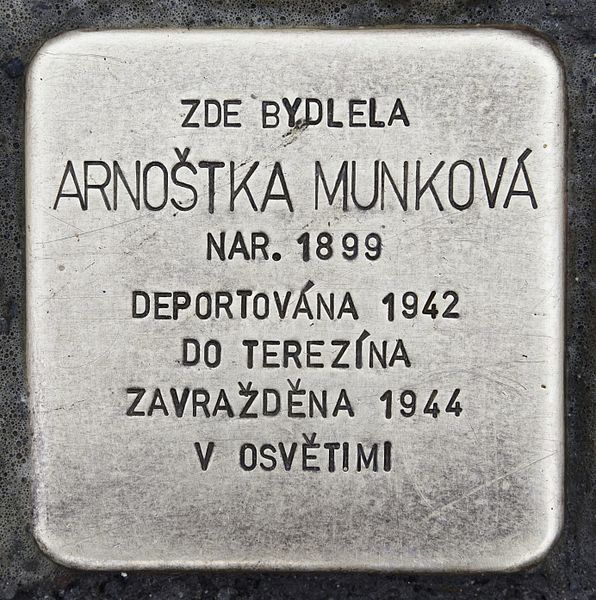 ZDE BYDLELA
ARNOŠTKA MUNKOVÁ
NAR. 1899
DEPORTOVÁNA 1942
DO TEREZÍNA
ZAVRAŽDĚNA 1944
V OSVĚTIMI